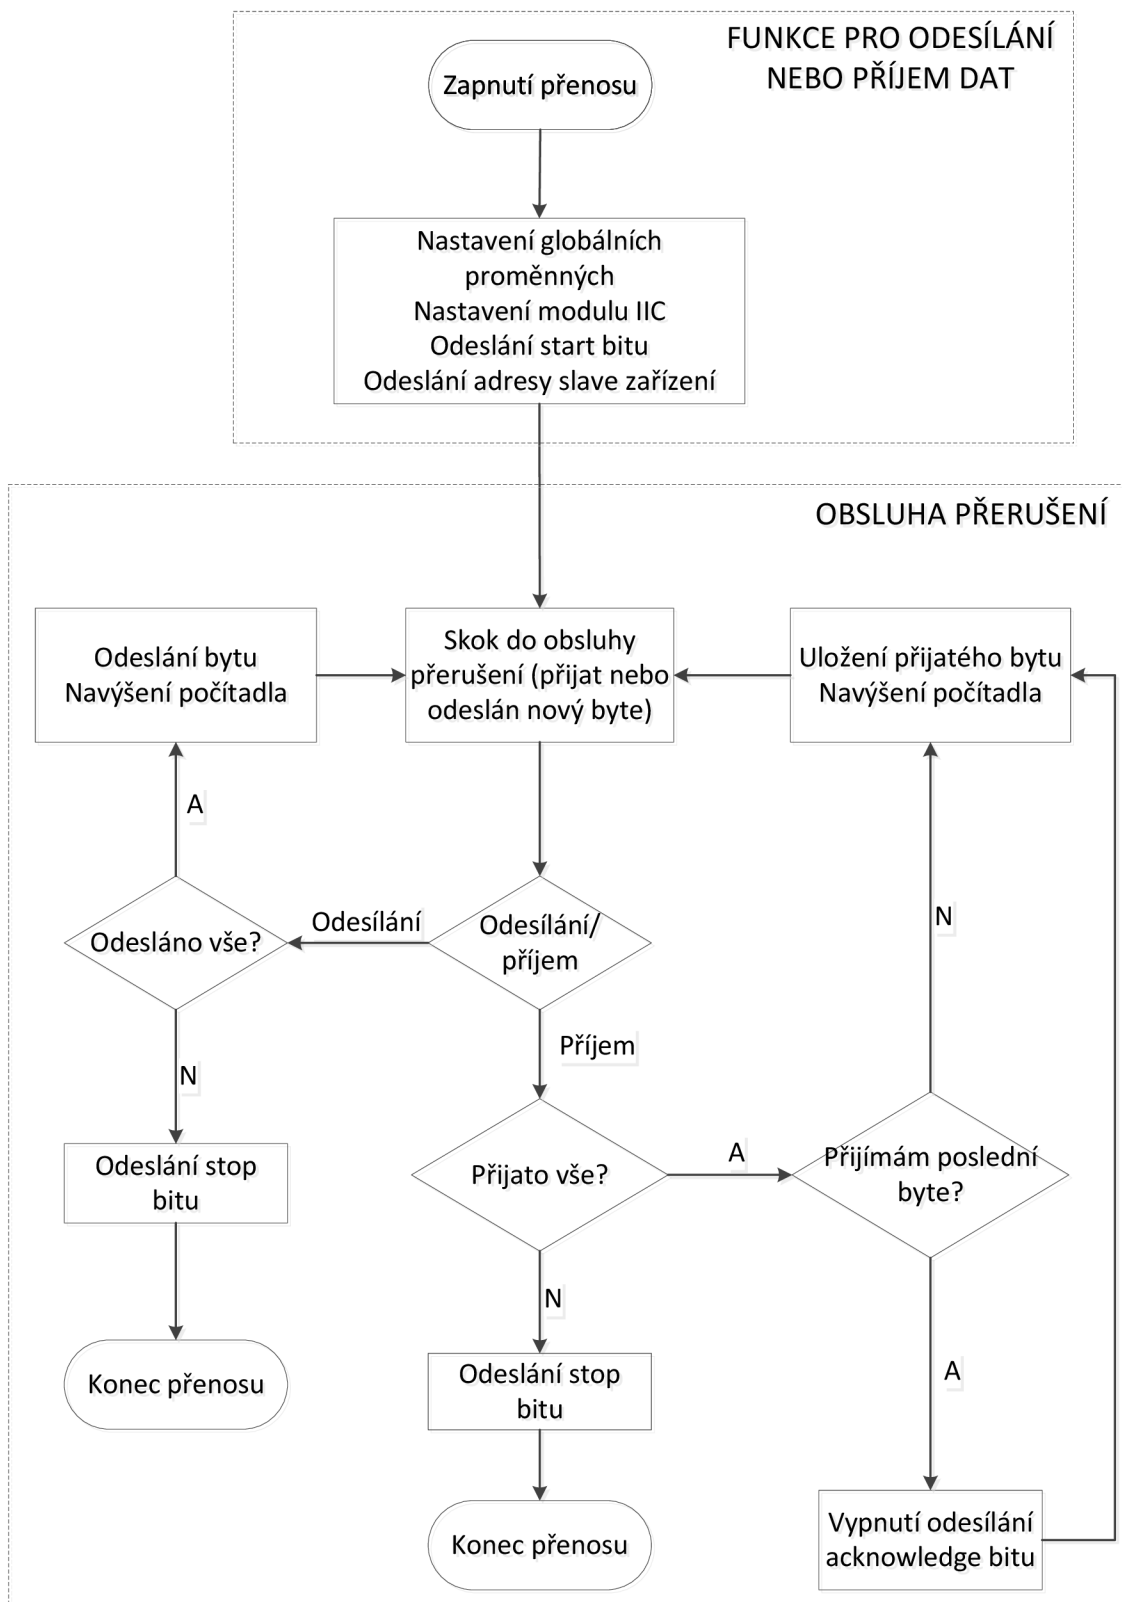 FUNKCE PRO ODESÍLÁNÍ
NEBO PŘÍJEM DAT
Zapnutí přenosu
Nastavení globálních
proměnných
Nastavení modulu IIC
Odeslání start bitu
Odeslání adresy slave zařízení
OBSLUHA PŘERUŠENÍ
Odeslání bytu
Navýšení počítadla
Skok do obsluhy
přerušení (přijat nebo
odeslán nový byte)
Uložení přijatého bytu
Navýšení počítadla
A
N
Odesláno vše?
Odesílání
Odesílání/
příjem
N
Příjem
Odeslání stop
bitu
Přijato vše?
A
Přijímám poslední
byte?
N
A
Konec přenosu
Odeslání stop
bitu
Konec přenosu
Vypnutí odesílání
acknowledge bitu